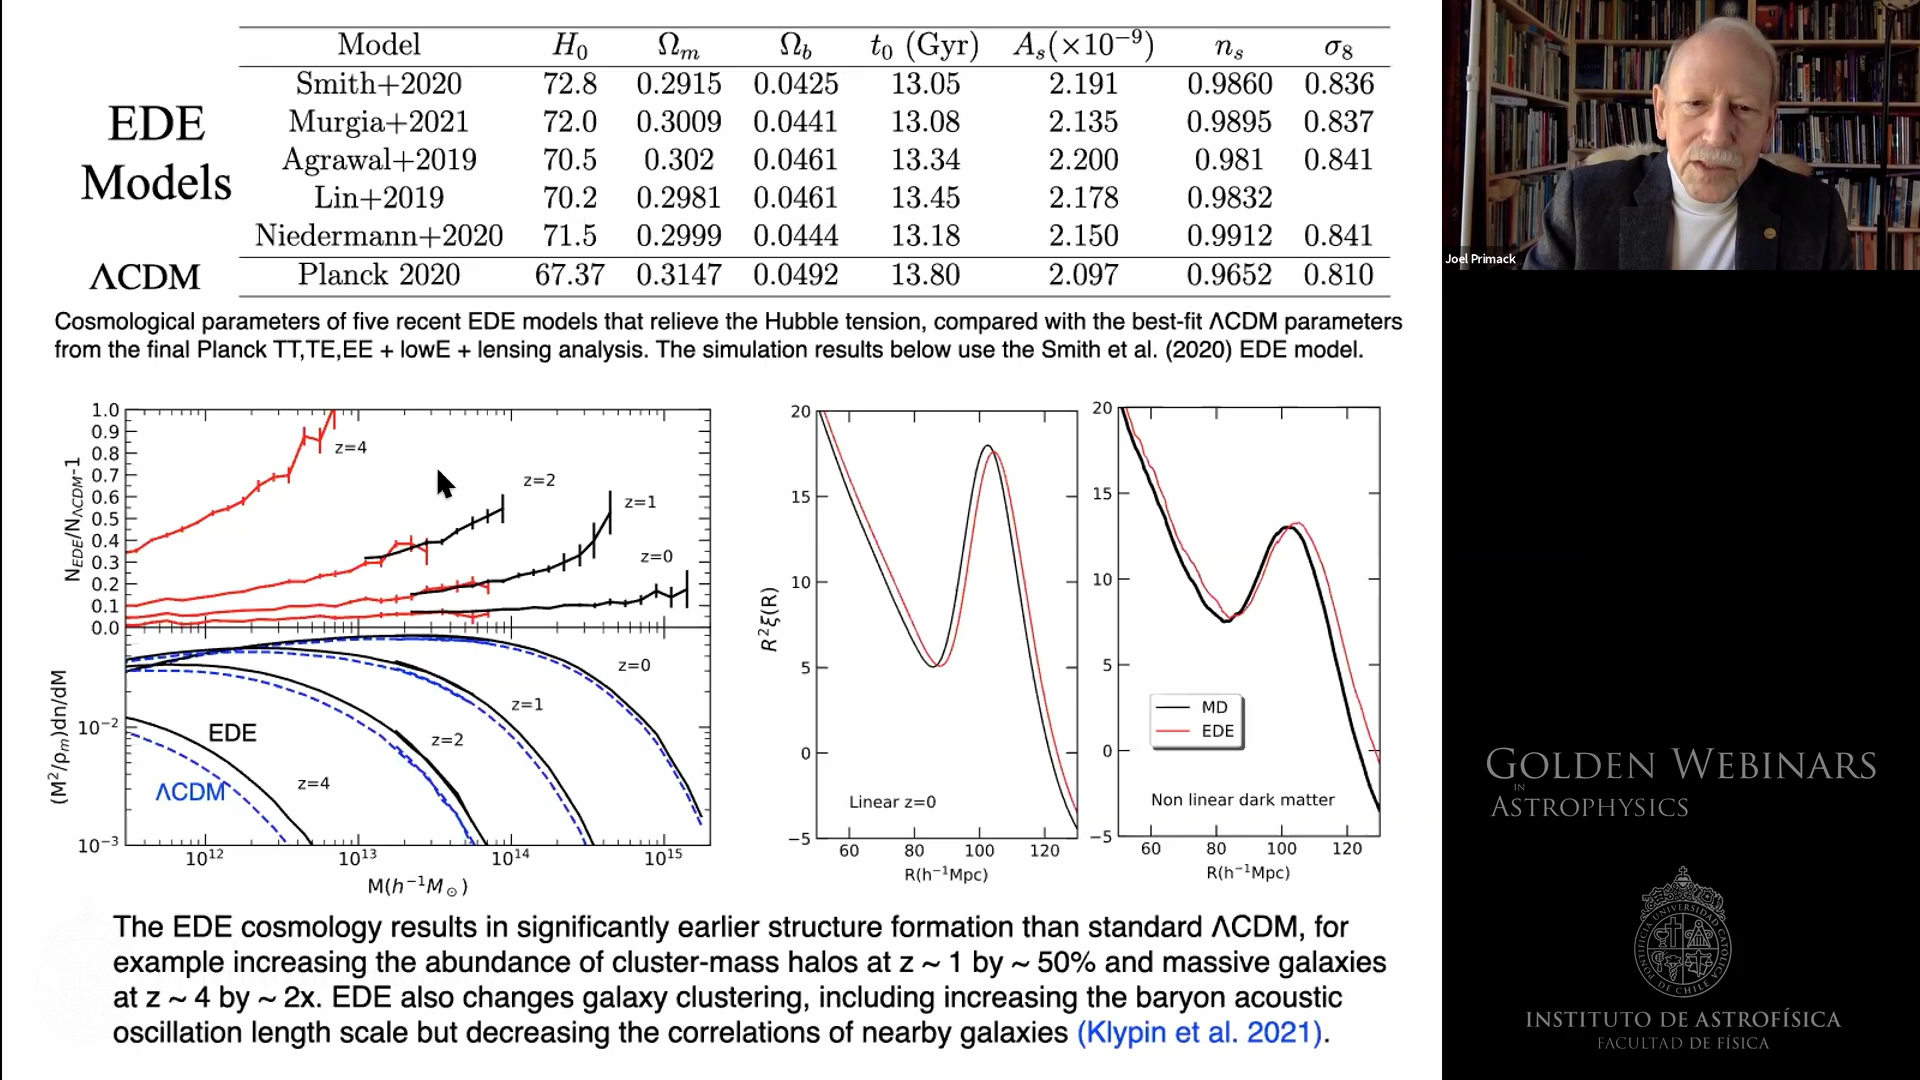 Model H₀ Ωₘ Ω_b t₀ (Gyr) Aₛ(×10⁻⁹) nₛ σ₈
EDE Models
Smith+2020 72.8 0.2915 0.0425 13.05 2.191 0.9860 0.836
Murgia+2021 72.0 0.3009 0.0441 13.08 2.135 0.9895 0.837
Agrawal+2019 70.5 0.302 0.0461 13.34 2.200 0.981 0.841
Lin+2019 70.2 0.2981 0.0461 13.45 2.178 0.9832
Niedermann+2020 71.5 0.2999 0.0444 13.18 2.150 0.9912 0.841
ΛCDM Planck 2020 67.37 0.3147 0.0492 13.80 2.097 0.9652 0.810
Cosmological parameters of five recent EDE models that relieve the Hubble tension, compared with the best-fit ΛCDM parameters
from the final Planck TT,TE,EE + lowE + lensing analysis. The simulation results below use the Smith et al. (2020) EDE model.
N_EDE/N_ΛCDM-1
1.0
0.9
0.8
0.7
0.6
0.5
0.4
0.3
0.2
0.1
0.0
z=4
z=2
z=1
z=0
(M²/ρₘ)dn/dM
10⁻²
10⁻³
EDE
ΛCDM
z=0
z=1
z=2
z=4
10¹² 10¹³ 10¹⁴ 10¹⁵
M(h⁻¹M⊙)
R²ξ(R)
20
15
10
5
0
−5
Linear z=0
60 80 100 120
R(h⁻¹Mpc)
20
15
10
5
0
−5
MD
EDE
Non linear dark matter
60 80 100 120
R(h⁻¹Mpc)
The EDE cosmology results in significantly earlier structure formation than standard ΛCDM, for
example increasing the abundance of cluster-mass halos at z ~ 1 by ~ 50% and massive galaxies
at z ~ 4 by ~ 2x. EDE also changes galaxy clustering, including increasing the baryon acoustic
oscillation length scale but decreasing the correlations of nearby galaxies (Klypin et al. 2021).
Joel Primack
GOLDEN WEBINARS
IN
ASTROPHYSICS
INSTITUTO DE ASTROFÍSICA
FACULTAD DE FÍSICA